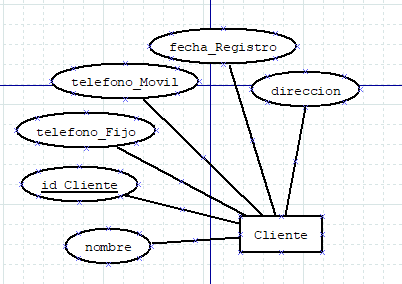 fecha_Registro
telefono_Movil
direccion
telefono_Fijo
id_Cliente
Cliente
nombre